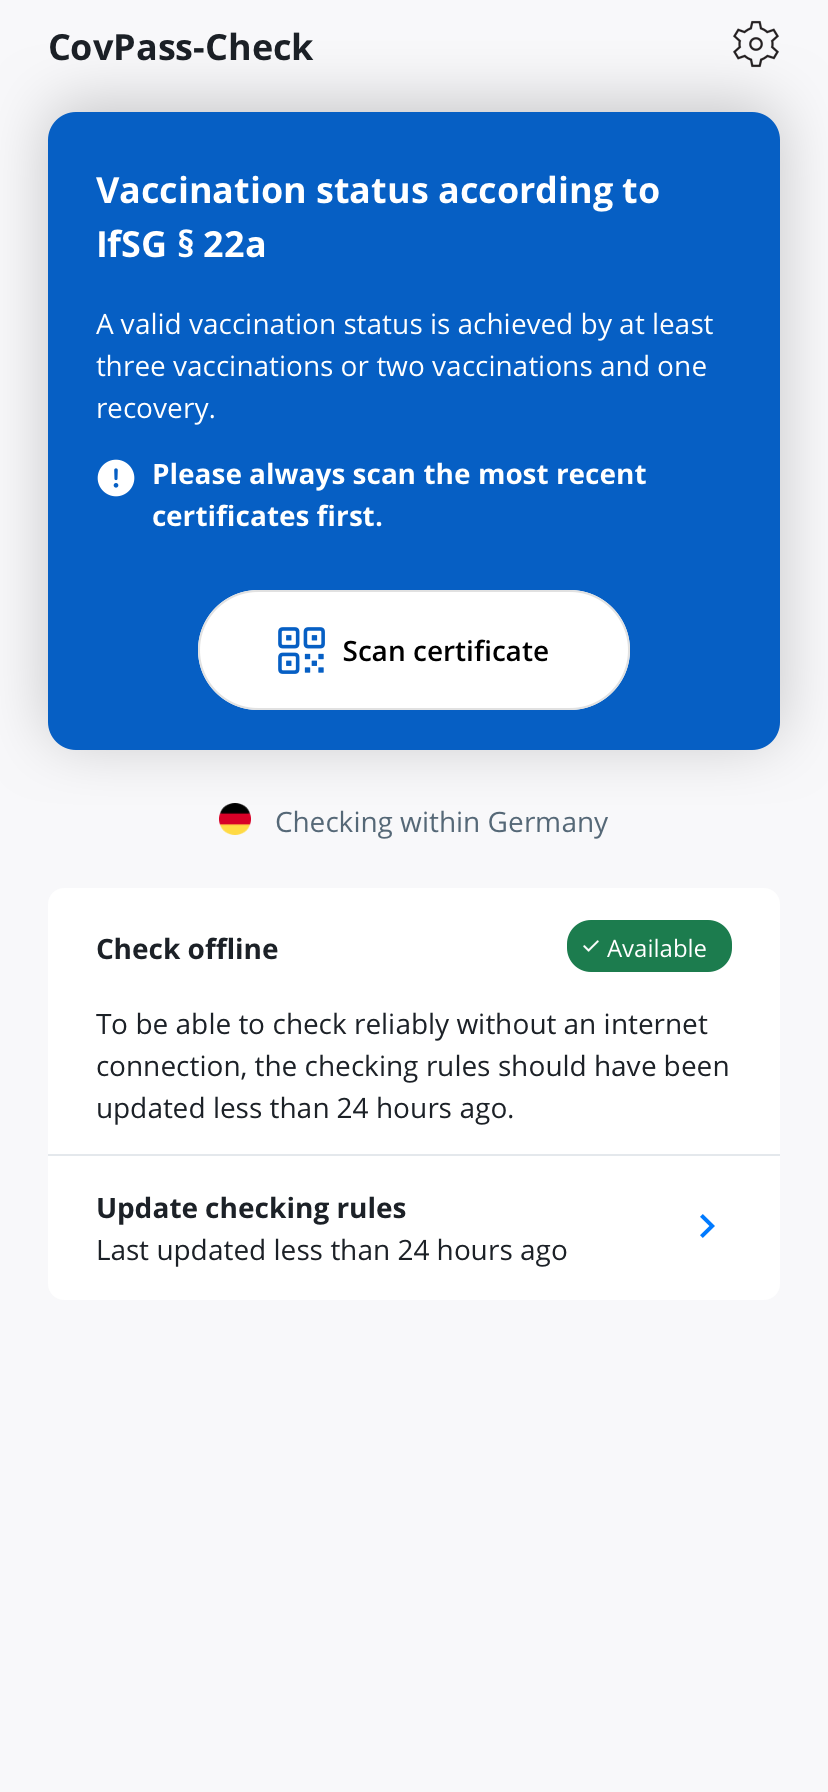 CovPass-Check
Vaccination status according to
IfSG § 22a
A valid vaccination status is achieved by at least
three vaccinations or two vaccinations and one
recovery.
Please always scan the most recent
certificates first.
Scan certificate
Checking within Germany
Check offline
Available
To be able to check reliably without an internet
connection, the checking rules should have been
updated less than 24 hours ago.
Update checking rules
Last updated less than 24 hours ago